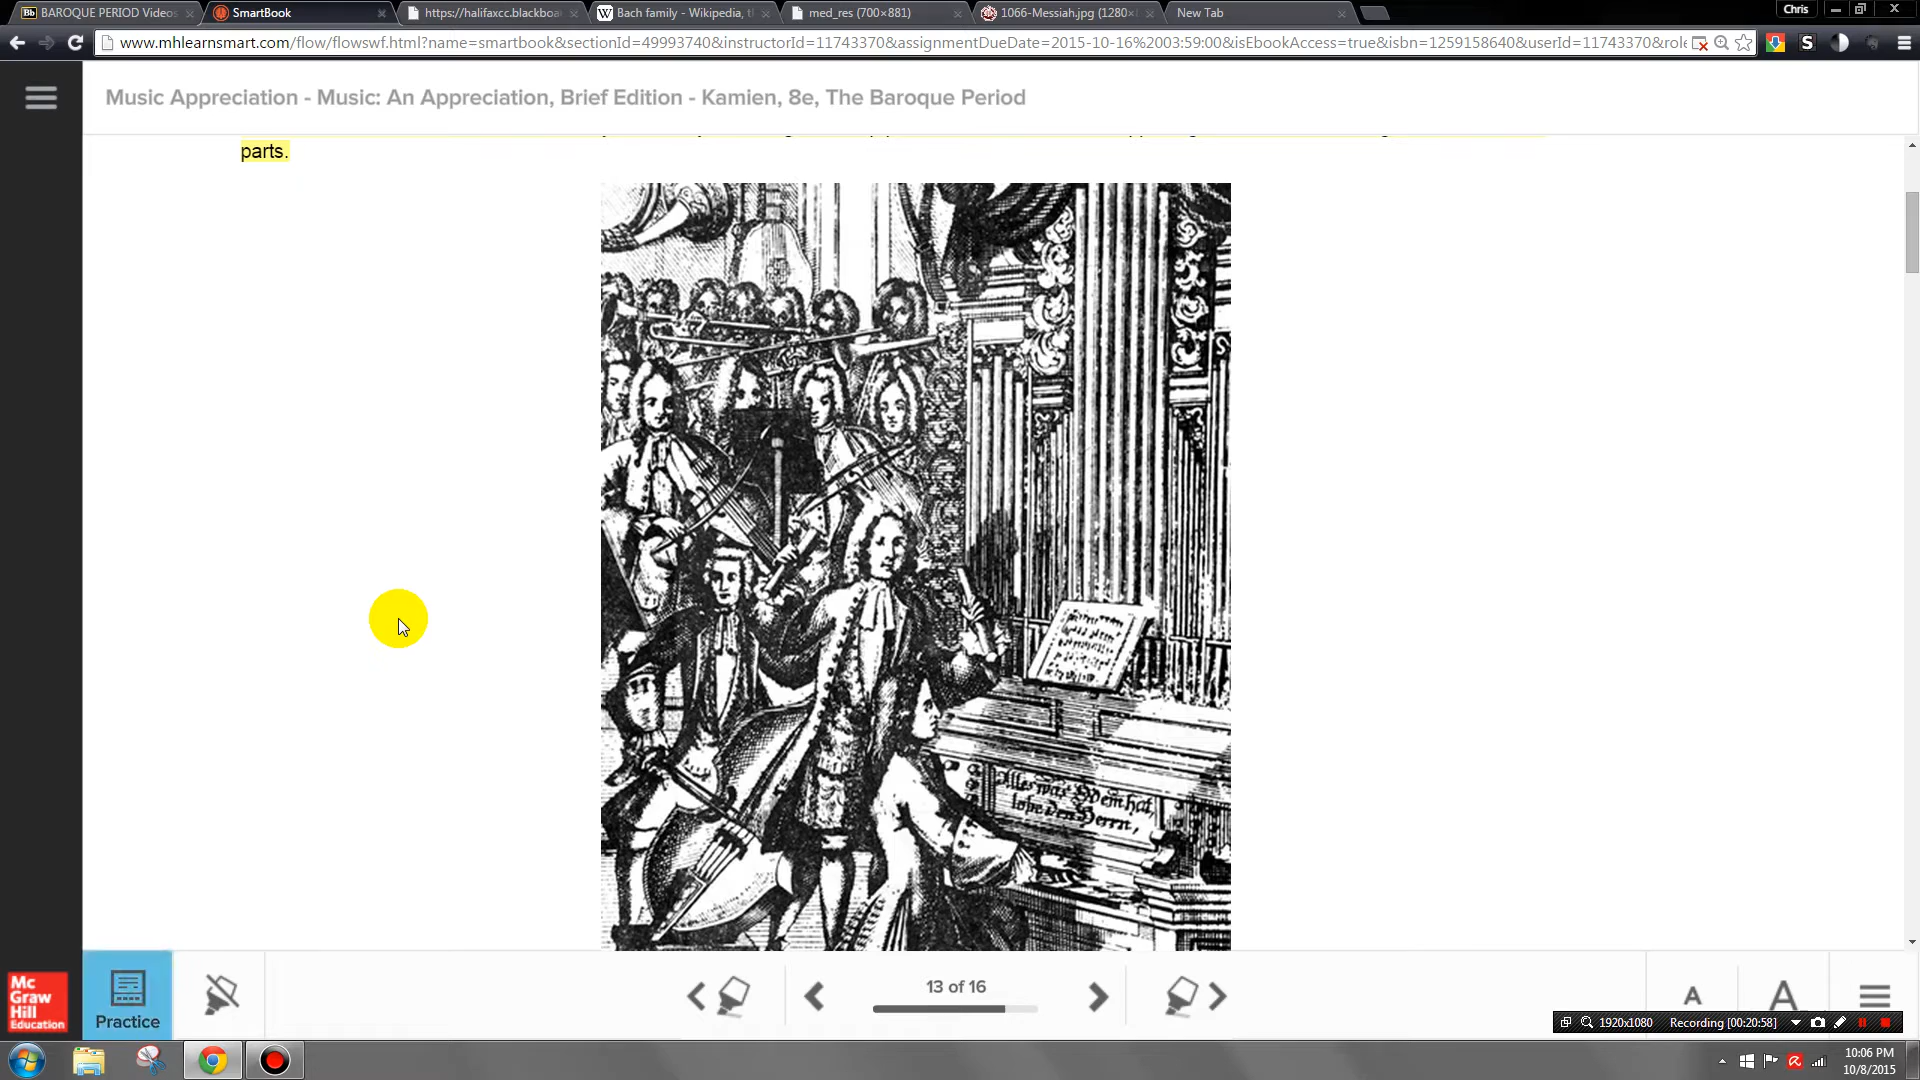 BAROQUE PERIOD Videos
SmartBook
https://halifaxcc.blackboa
Bach family - Wikipedia, t
med_res (700×881)
1066-Messiah.jpg (1280×
New Tab
Chris
www.mhlearnsmart.com/flow/flowswf.html?name=smartbook&sectionId=49993740&instructorId=11743370&assignmentDueDate=2015-10-16%2003:59:00&isEbookAccess=true&isbn=1259158640&userId=11743370&role
Music Appreciation - Music: An Appreciation, Brief Edition - Kamien, 8e, The Baroque Period
parts.
Alles was Odem hat,
lobe den Herrn,
Mc
Graw
Hill
Education
Practice
13 of 16
A
A
1920x1080
Recording [00:20:58]
10:06 PM
10/8/2015